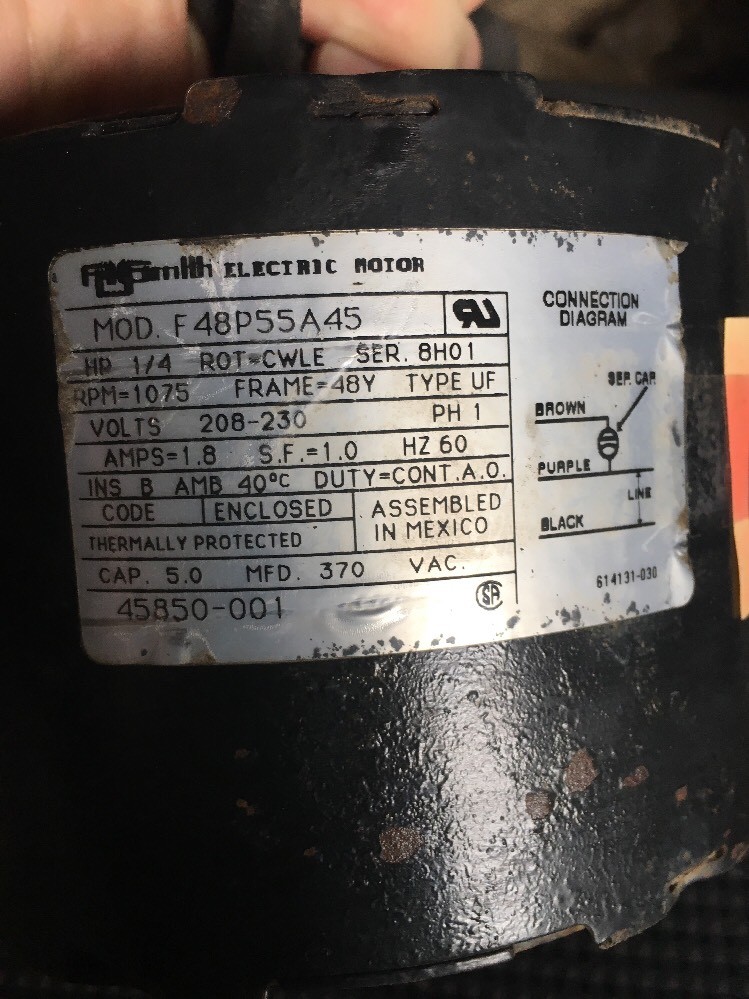 AOSmith ELECTRIC MOTOR
MOD. F48P55A45
HP 1/4 ROT=CWLE SER. 8H01
RPM=1075 FRAME=48Y TYPE UF
VOLTS 208-230 PH 1
AMPS=1.8 S.F.=1.0 HZ 60
INS B AMB 40°C DUTY=CONT.A.O.
CODE ENCLOSED
THERMALLY PROTECTED
ASSEMBLED
IN MEXICO
CAP. 5.0 MFD. 370 VAC.
45850-001
SA
CONNECTION
DIAGRAM
SEP. CAP.
BROWN
PURPLE
LINE
BLACK
614131-030